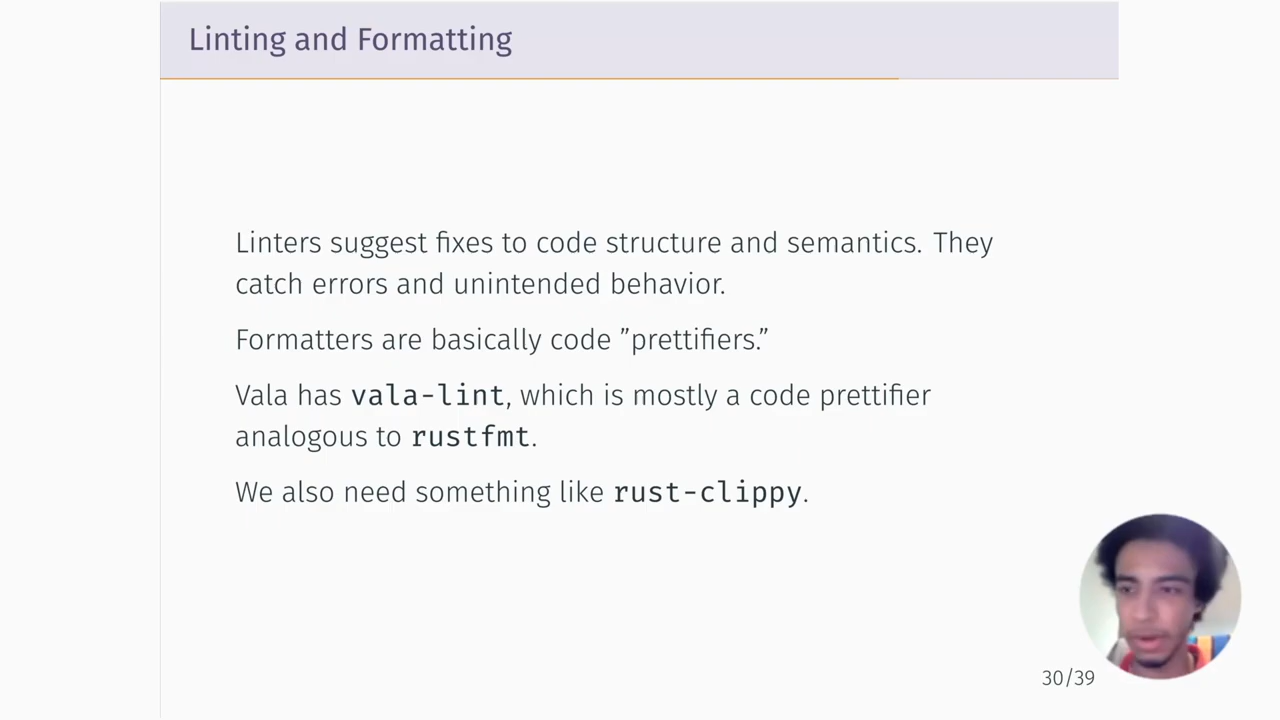 Linting and Formatting
Linters suggest fixes to code structure and semantics. They
catch errors and unintended behavior.
Formatters are basically code ”prettifiers.”
Vala has vala-lint, which is mostly a code prettifier
analogous to rustfmt.
We also need something like rust-clippy.
30/39